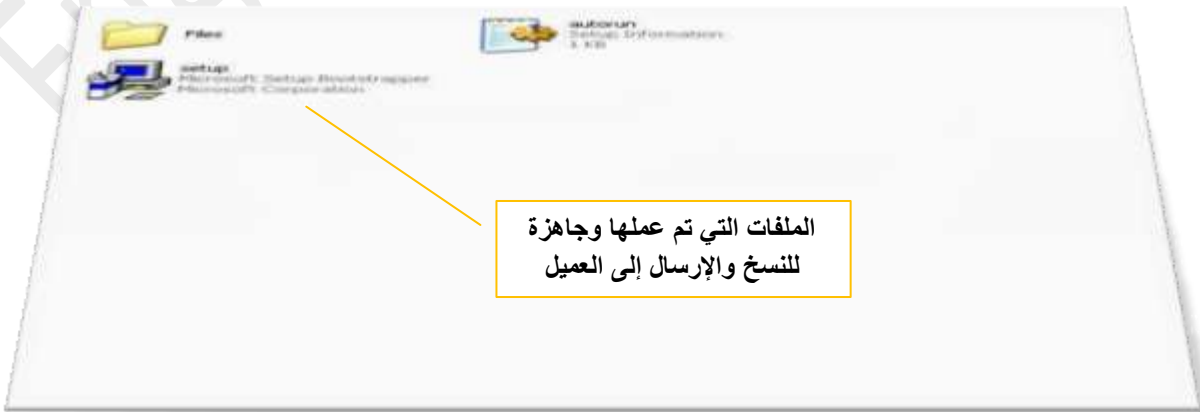 Files
autorun
Setup Information
1 KB
setup
Microsoft Setup Bootstrapper
Microsoft Corporation
الملفات التي تم عملها وجاهزة
للنسخ والإرسال إلى العميل